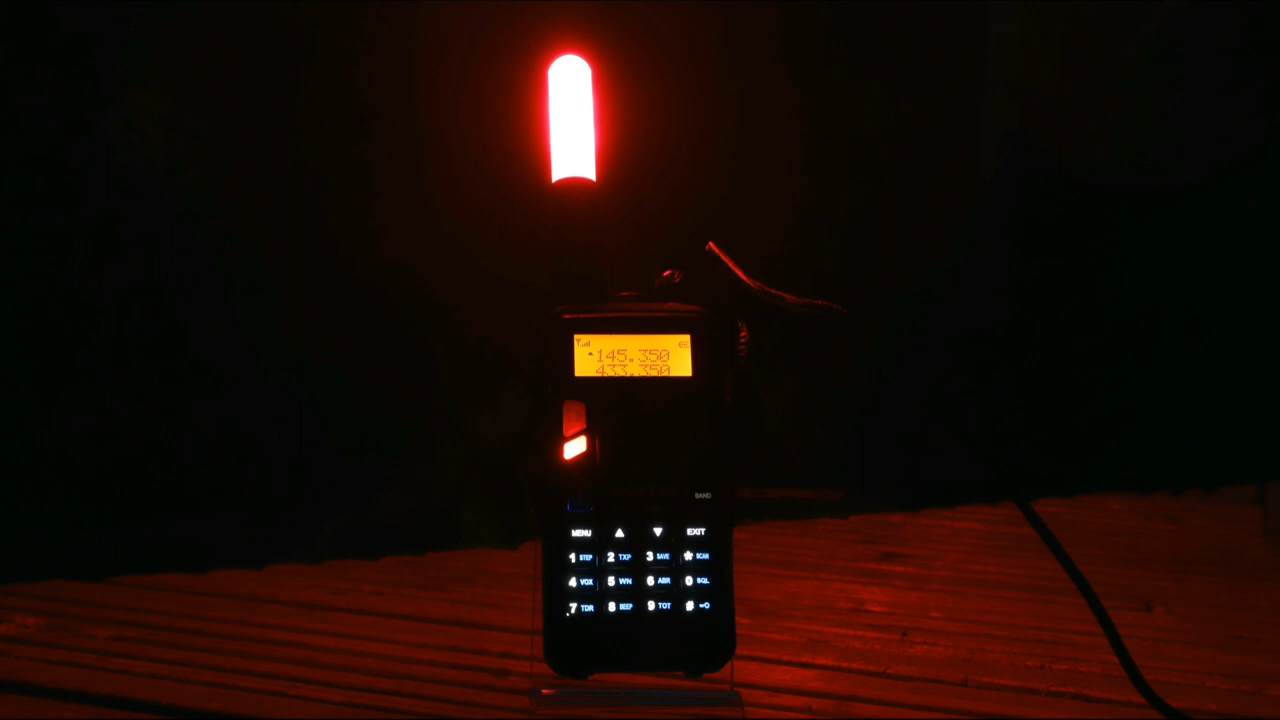 145.350
433.350
BAND
MENU ▲ ▼ EXIT
1 STEP 2 TXP 3 SAVE * SCAN
4 VOX 5 WN 6 ABR 0 SQL
7 TDR 8 BEEP 9 TOT #